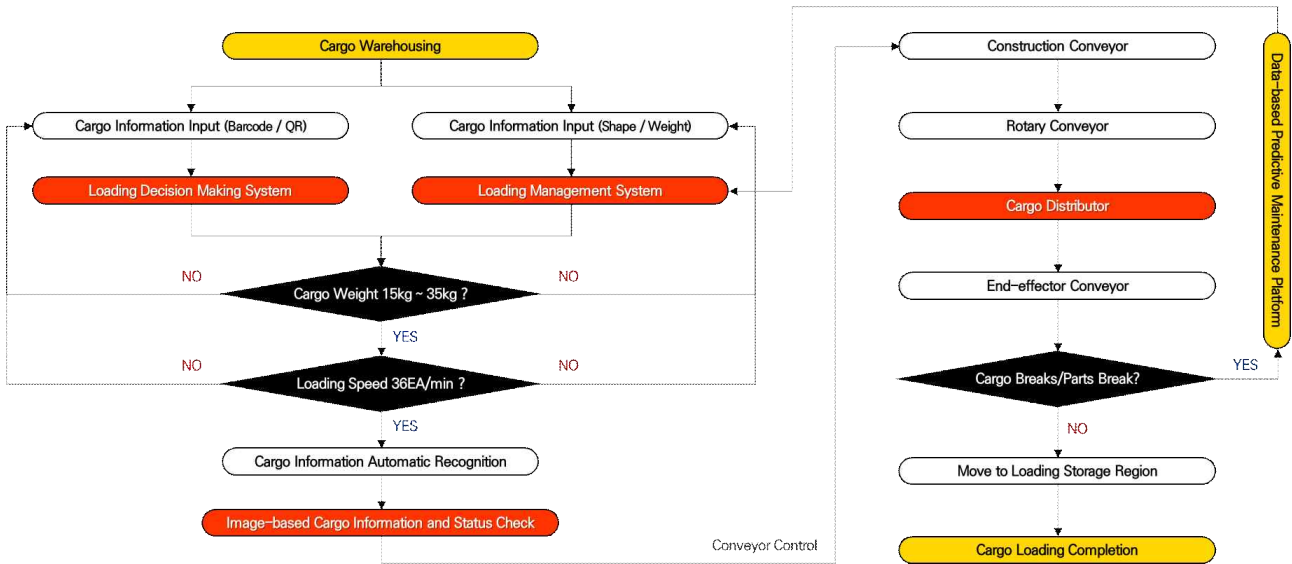 Cargo Warehousing
Cargo Information Input (Barcode / QR)
Cargo Information Input (Shape / Weight)
Loading Decision Making System
Loading Management System
NO
NO
Cargo Weight 15kg ~ 35kg ?
YES
NO
NO
Loading Speed 36EA/min ?
YES
Cargo Information Automatic Recognition
Image-based Cargo Information and Status Check
Conveyor Control
Construction Conveyor
Rotary Conveyor
Cargo Distributor
End-effector Conveyor
Cargo Breaks/Parts Break?
YES
NO
Move to Loading Storage Region
Cargo Loading Completion
Data-based Predictive Maintenance Platform